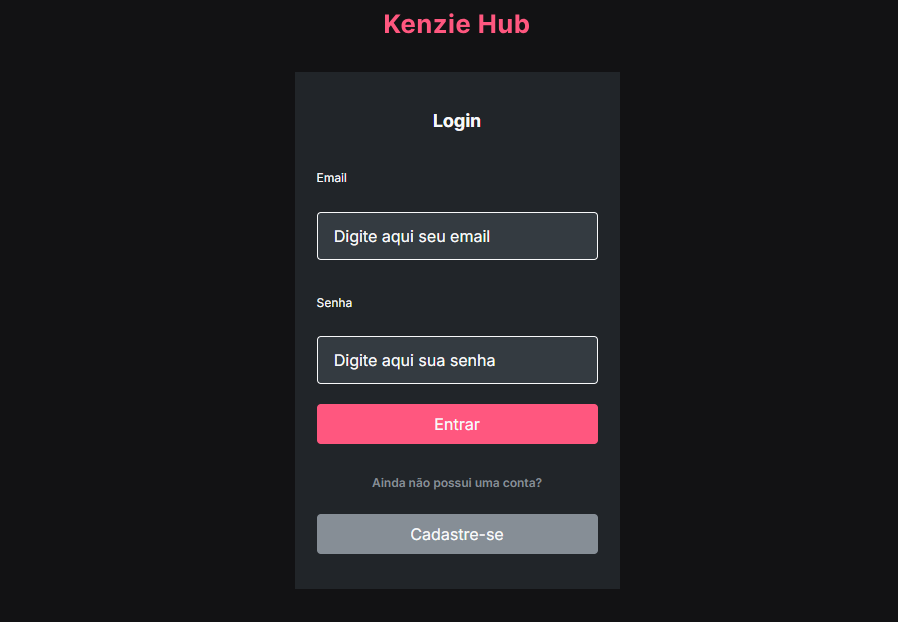 Kenzie Hub
Login
Email
Digite aqui seu email
Senha
Digite aqui sua senha
Entrar
Ainda não possui uma conta?
Cadastre-se